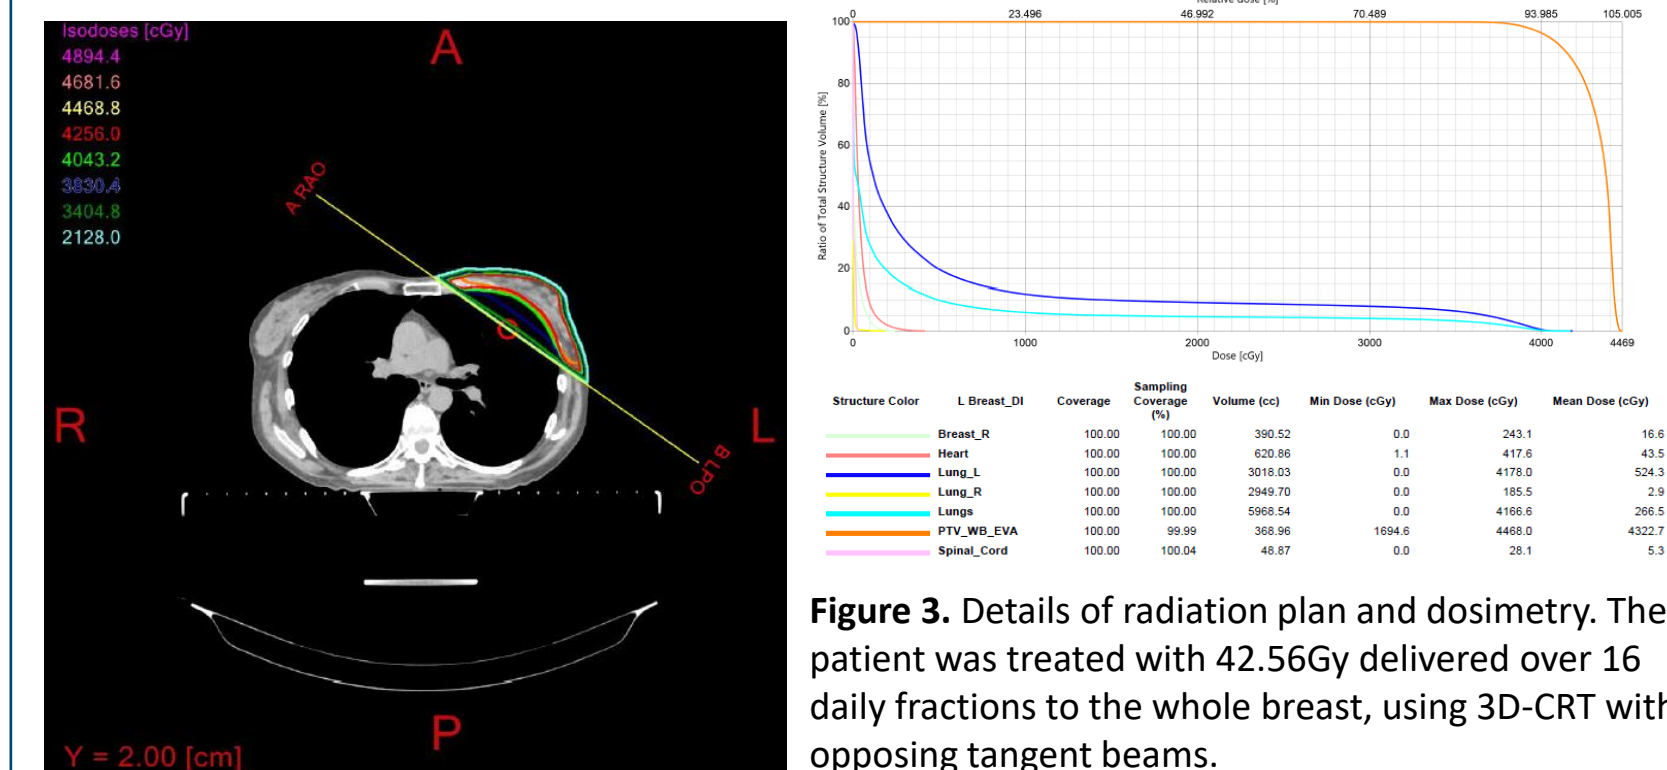 Isodoses [cGy]
4894.4
4681.6
4468.8
4256.0
4043.2
3830.4
3404.8
2128.0
A
A RAO
R
L
B LPO
P
Y = 2.00 [cm]
Relative dose [%]
0 23.496 46.992 70.489 93.985 105.005
Ratio of Total Structure Volume [%]
100
80
60
40
20
0
0 1000 2000 3000 4000 4469
Dose [cGy]
Structure Color L Breast_DI Coverage Sampling Coverage (%) Volume (cc) Min Dose (cGy) Max Dose (cGy) Mean Dose (cGy)
Breast_R 100.00 100.00 390.52 0.0 243.1 16.6
Heart 100.00 100.00 620.86 1.1 417.6 43.5
Lung_L 100.00 100.00 3018.03 0.0 4178.0 524.3
Lung_R 100.00 100.00 2949.70 0.0 185.5 2.9
Lungs 100.00 100.00 5968.54 0.0 4166.6 266.5
PTV_WB_EVA 100.00 99.99 368.96 1694.6 4468.0 4322.7
Spinal_Cord 100.00 100.04 48.87 0.0 28.1 5.3
Figure 3. Details of radiation plan and dosimetry. The
patient was treated with 42.56Gy delivered over 16
daily fractions to the whole breast, using 3D-CRT with
opposing tangent beams.